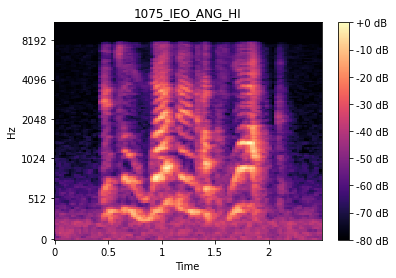 1075_IEO_ANG_HI
+0 dB
8192
-10 dB
4096
-20 dB
-30 dB
2048
Hz
-40 dB
1024
-50 dB
512
-60 dB
-70 dB
0
-80 dB
0
0.5
1
1.5
2
Time